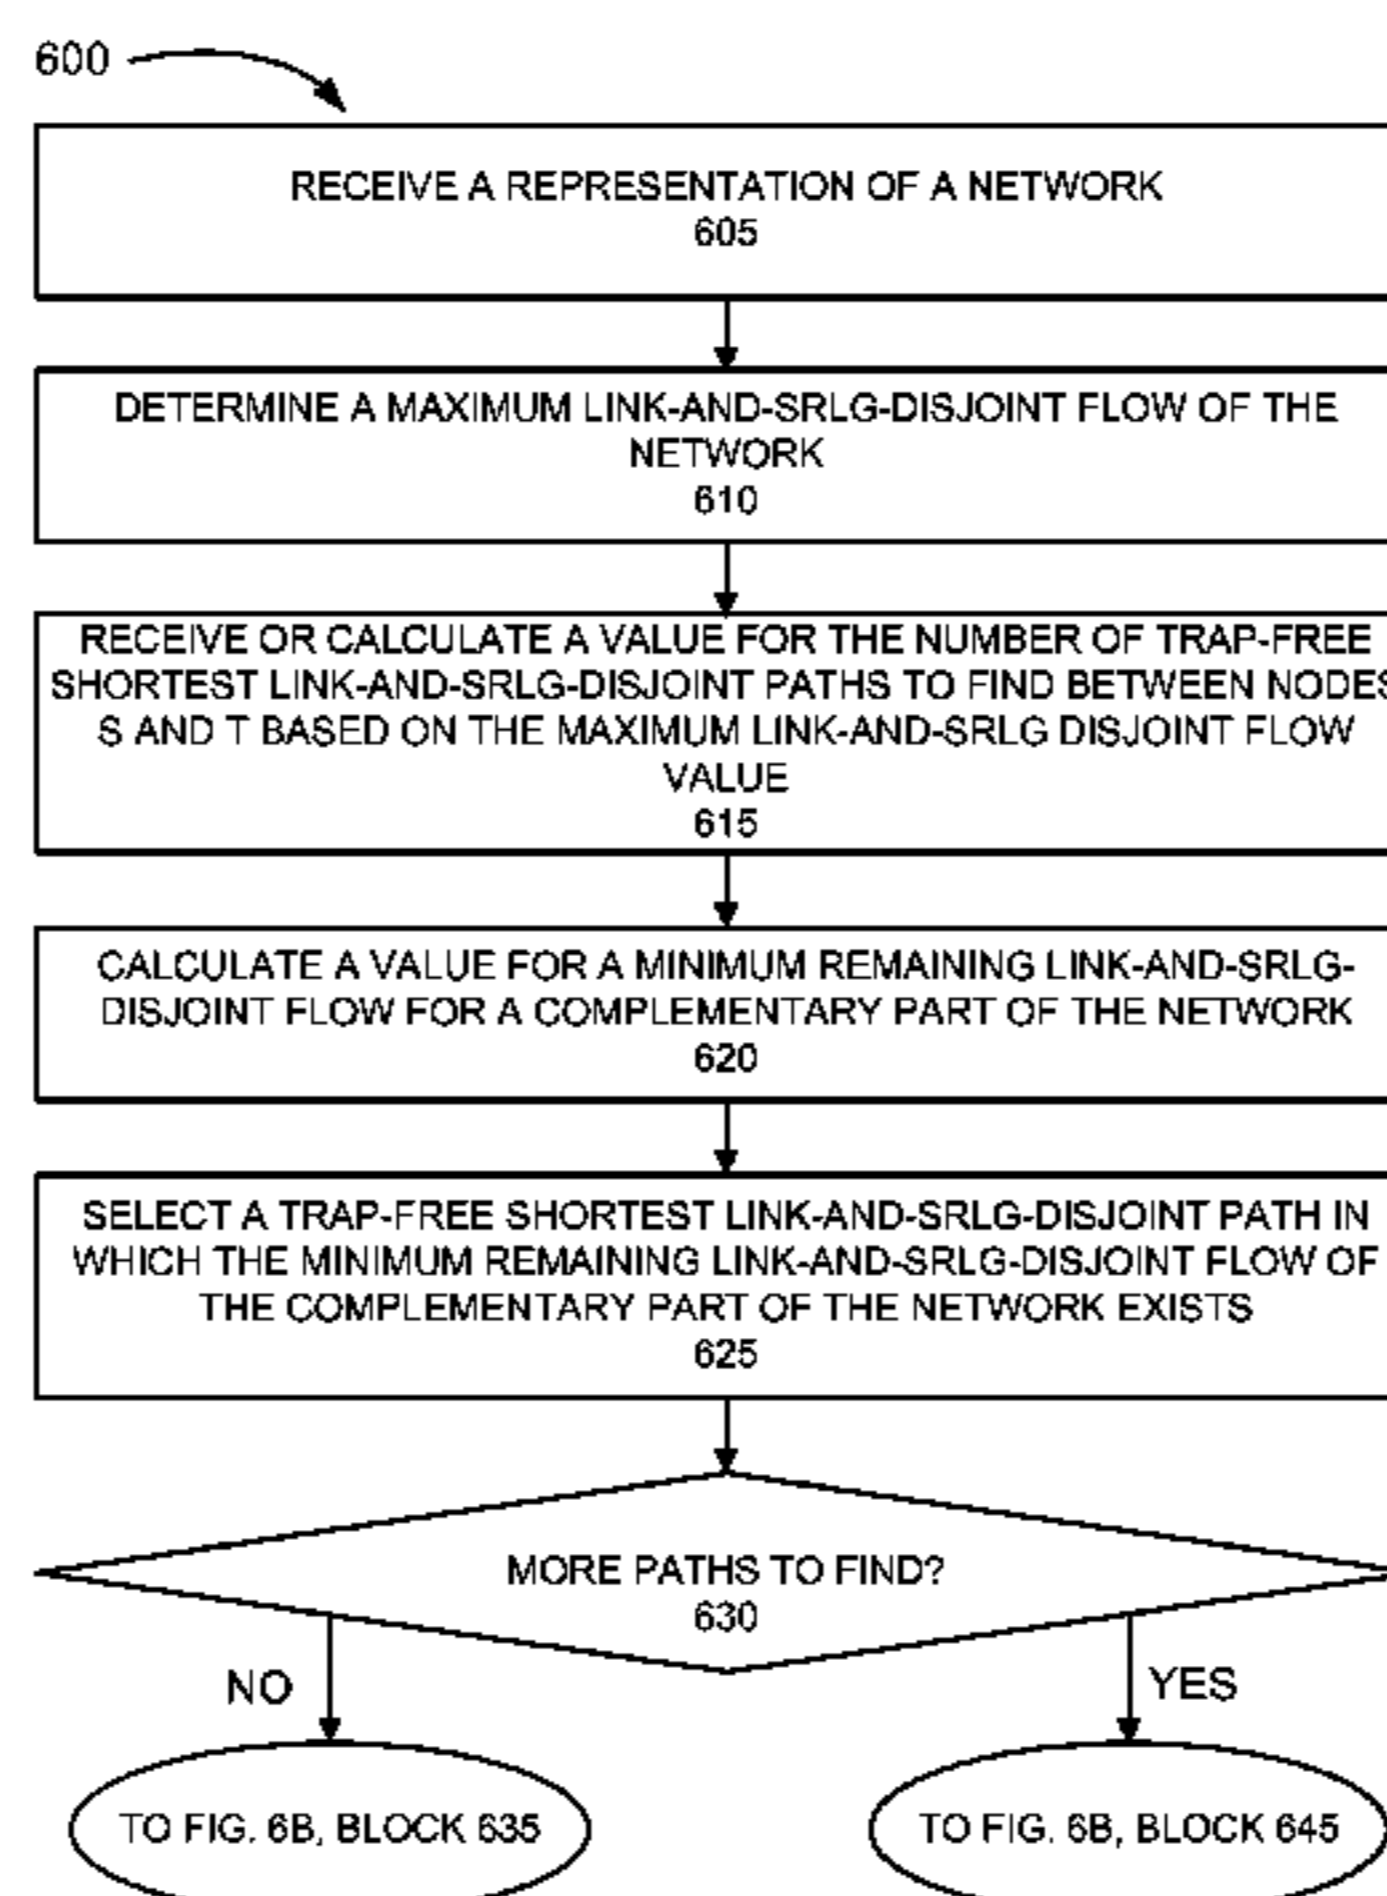 600
RECEIVE A REPRESENTATION OF A NETWORK
605
DETERMINE A MAXIMUM LINK-AND-SRLG-DISJOINT FLOW OF THE
NETWORK
610
RECEIVE OR CALCULATE A VALUE FOR THE NUMBER OF TRAP-FREE
SHORTEST LINK-AND-SRLG-DISJOINT PATHS TO FIND BETWEEN NODES
S AND T BASED ON THE MAXIMUM LINK-AND-SRLG DISJOINT FLOW
VALUE
615
CALCULATE A VALUE FOR A MINIMUM REMAINING LINK-AND-SRLG-
DISJOINT FLOW FOR A COMPLEMENTARY PART OF THE NETWORK
620
SELECT A TRAP-FREE SHORTEST LINK-AND-SRLG-DISJOINT PATH IN
WHICH THE MINIMUM REMAINING LINK-AND-SRLG-DISJOINT FLOW OF
THE COMPLEMENTARY PART OF THE NETWORK EXISTS
625
MORE PATHS TO FIND?
630
NO
YES
TO FIG. 6B, BLOCK 635
TO FIG. 6B, BLOCK 645